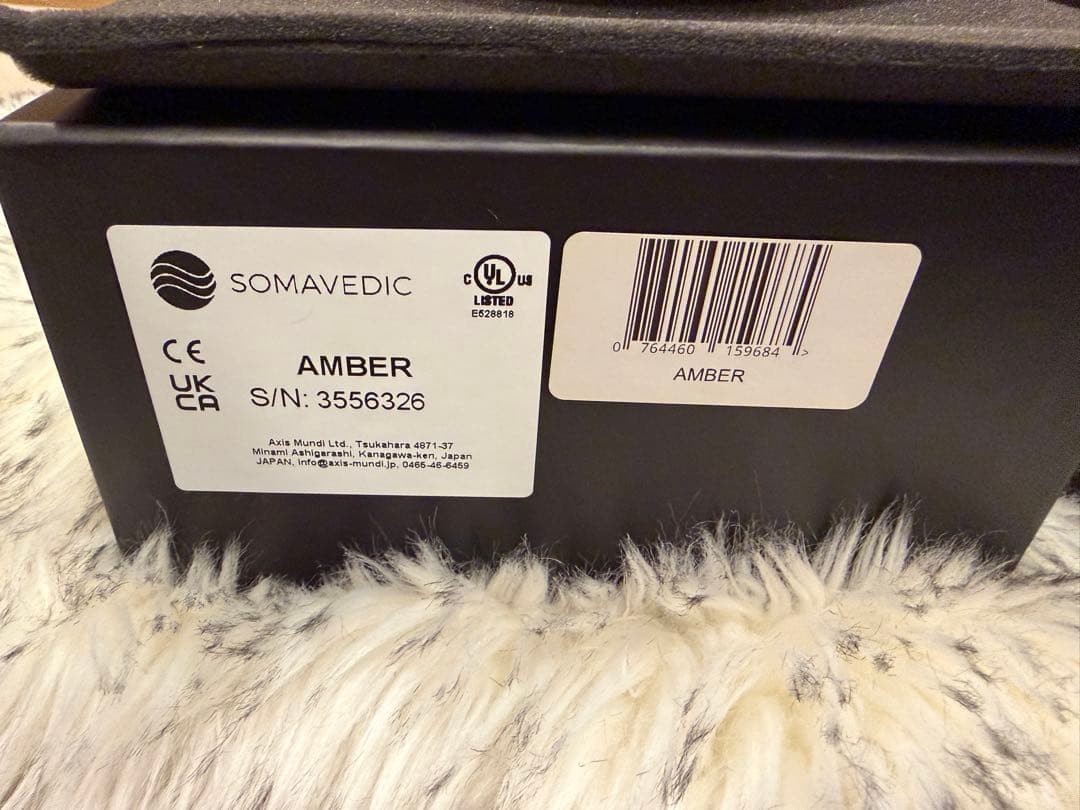 SOMAVEDIC
C UL US
LISTED
E528818
CE
UK
CA
AMBER
S/N: 3556326
Axis Mundi Ltd., Tsukahara 4871-37
Minami Ashigarashi, Kanagawa-ken, Japan
JAPAN, info@axis-mundi.jp, 0465-46-6459
0 764460 159684 >
AMBER